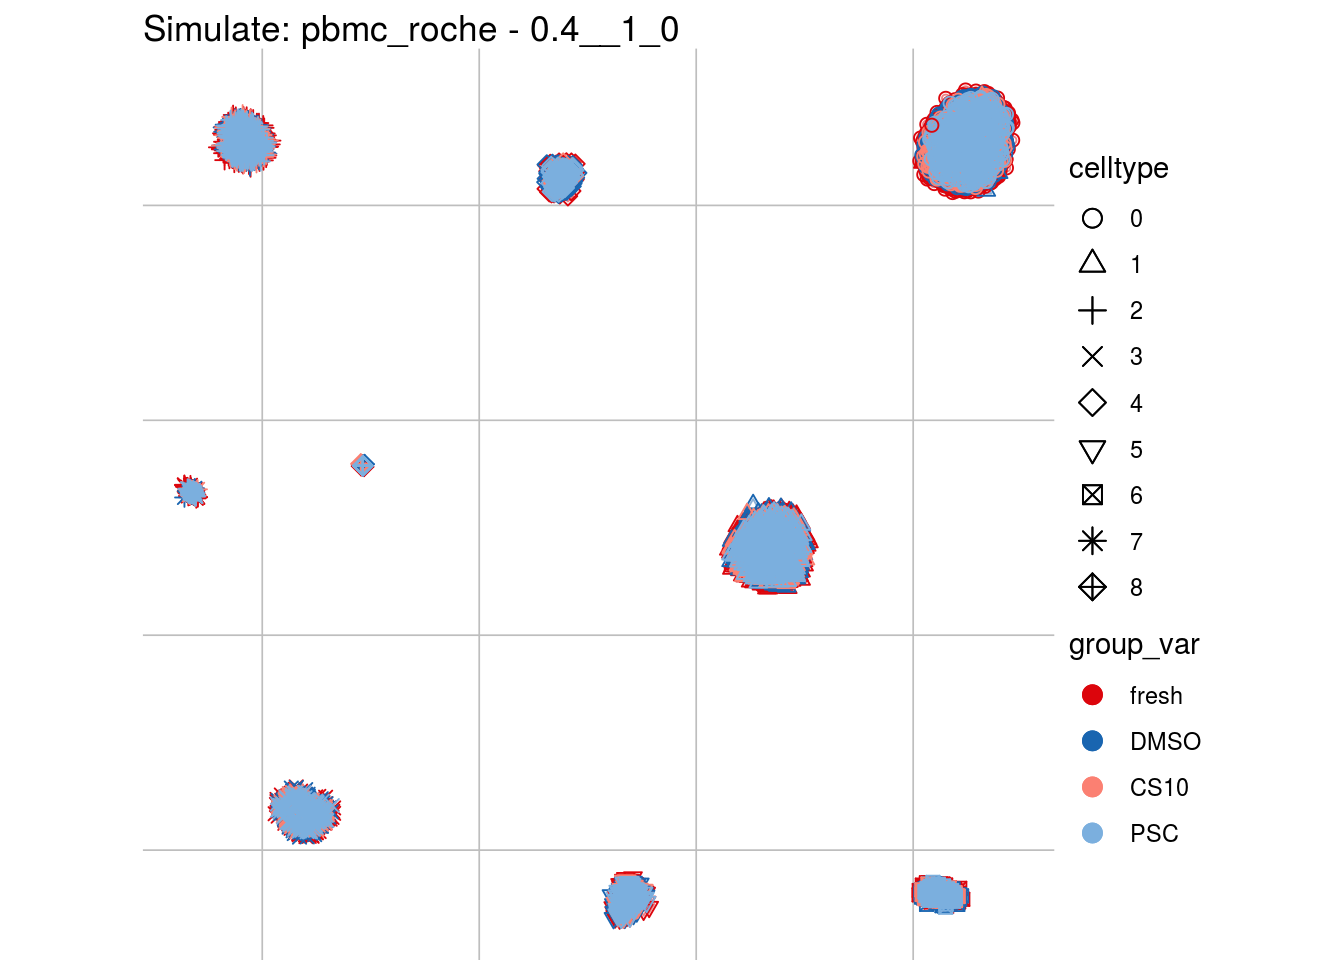 Simulate: pbmc_roche - 0.4__1_0
celltype
0
1
2
3
4
5
6
7
8
group_var
fresh
DMSO
CS10
PSC